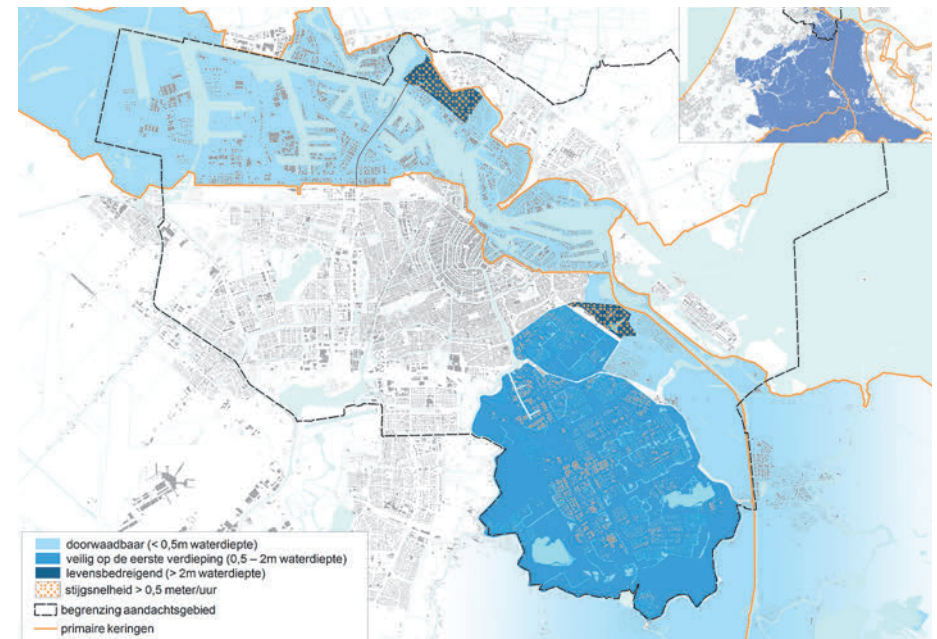 doorwaadbaar (< 0,5m waterdiepte)
veilig op de eerste verdieping (0,5 – 2m waterdiepte)
levensbedreigend (> 2m waterdiepte)
stijgsnelheid > 0,5 meter/uur
begrenzing aandachtsgebied
primaire keringen